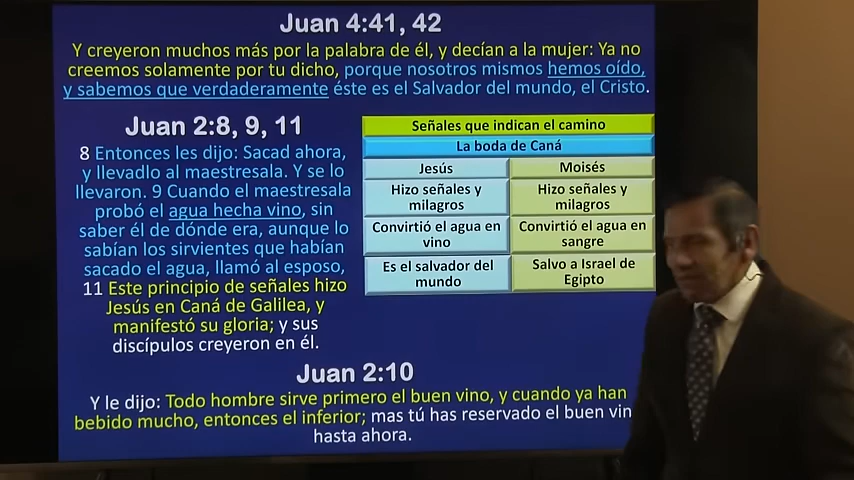 Juan 4:41, 42
Y creyeron muchos más por la palabra de él, y decían a la mujer: Ya no
creemos solamente por tu dicho, porque nosotros mismos hemos oído,
y sabemos que verdaderamente éste es el Salvador del mundo, el Cristo.
Juan 2:8, 9, 11
8 Entonces les dijo: Sacad ahora,
y llevadlo al maestresala. Y se lo
llevaron. 9 Cuando el maestresala
probó el agua hecha vino, sin
saber él de dónde era, aunque lo
sabían los sirvientes que habían
sacado el agua, llamó al esposo,
11 Este principio de señales hizo
Jesús en Caná de Galilea, y
manifestó su gloria; y sus
discípulos creyeron en él.
Señales que indican el camino
La boda de Caná
Jesús
Moisés
Hizo señales y
milagros
Hizo señales y
milagros
Convirtió el agua en
vino
Convirtió el agua en
sangre
Es el salvador del
mundo
Salvo a Israel de
Egipto
Juan 2:10
Y le dijo: Todo hombre sirve primero el buen vino, y cuando ya han
bebido mucho, entonces el inferior; mas tú has reservado el buen vin
hasta ahora.